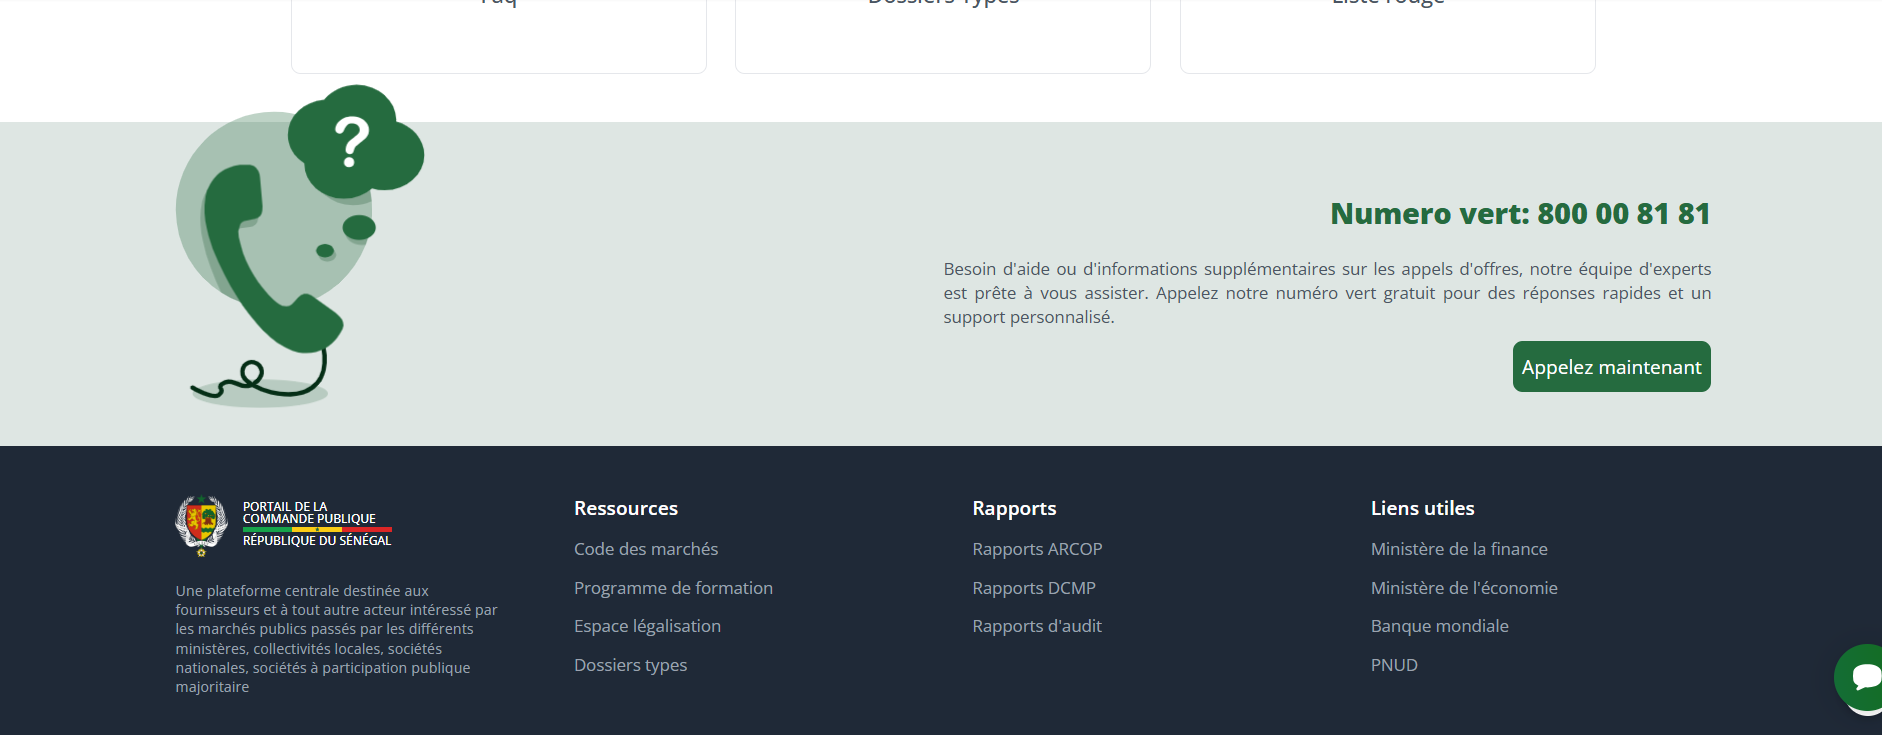 Faq
Dossiers Types
Liste rouge
?
Numero vert: 800 00 81 81
Besoin d'aide ou d'informations supplémentaires sur les appels d'offres, notre équipe d'experts
est prête à vous assister. Appelez notre numéro vert gratuit pour des réponses rapides et un
support personnalisé.
Appelez maintenant
PORTAIL DE LA
COMMANDE PUBLIQUE
RÉPUBLIQUE DU SÉNÉGAL
Une plateforme centrale destinée aux
fournisseurs et à tout autre acteur intéressé par
les marchés publics passés par les différents
ministères, collectivités locales, sociétés
nationales, sociétés à participation publique
majoritaire
Ressources
Code des marchés
Programme de formation
Espace légalisation
Dossiers types
Rapports
Rapports ARCOP
Rapports DCMP
Rapports d'audit
Liens utiles
Ministère de la finance
Ministère de l'économie
Banque mondiale
PNUD